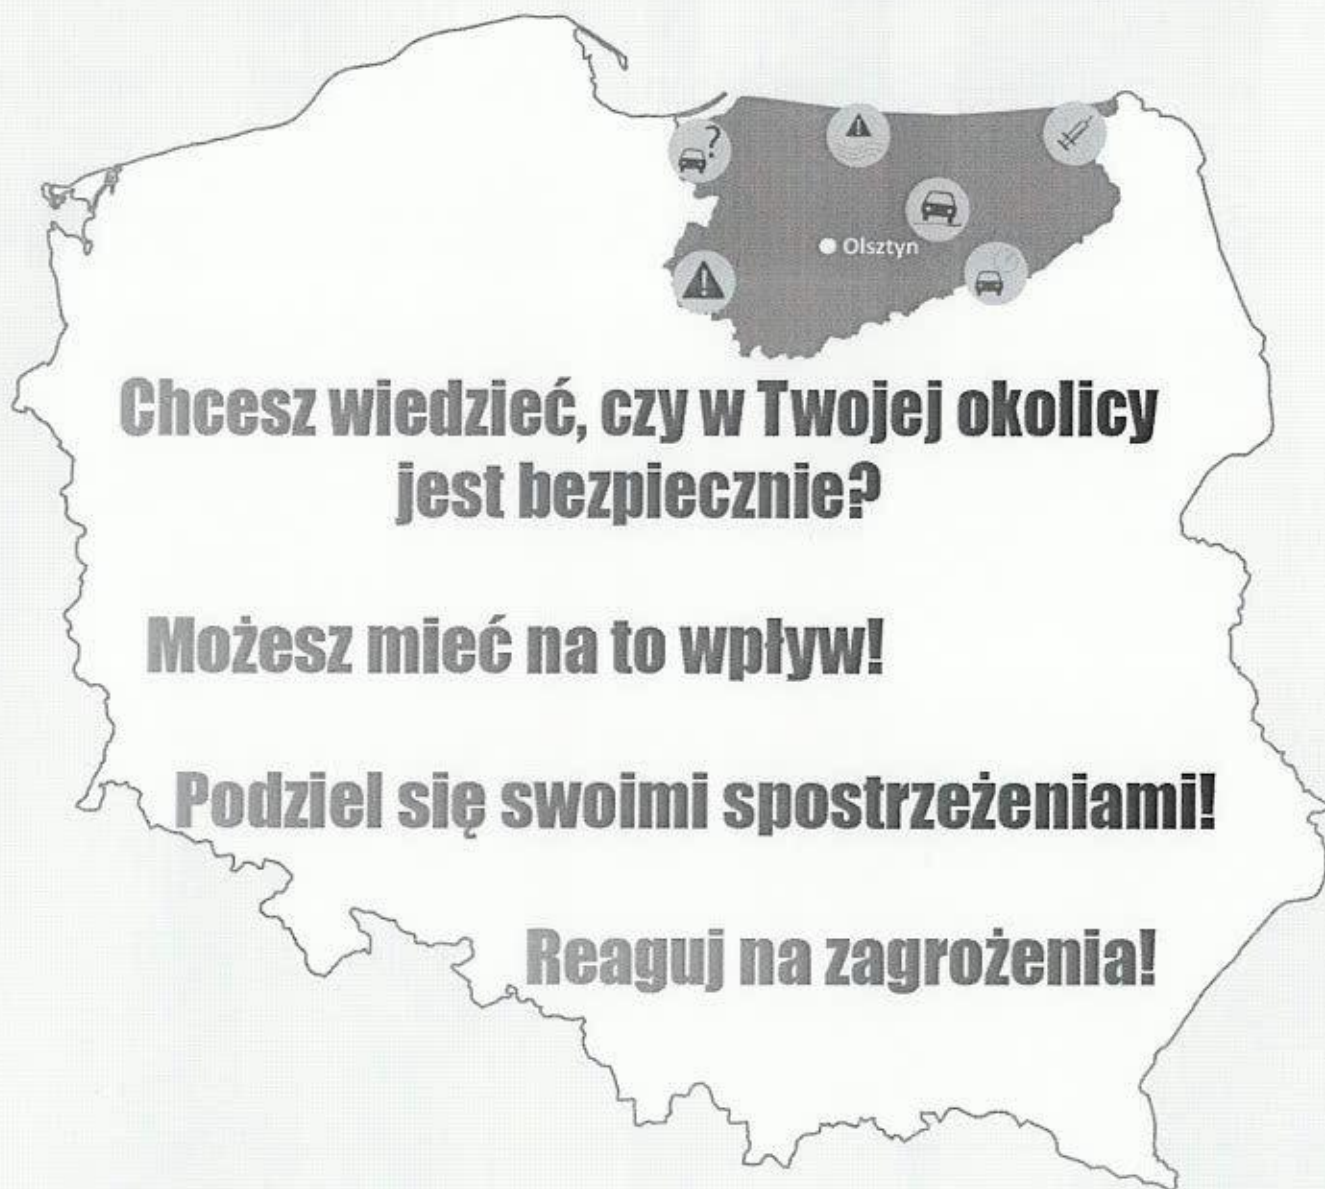 Olsztyn
Chcesz wiedzieć, czy w Twojej okolicy
jest bezpiecznie?
Możesz mieć na to wpływ!
Podziel się swoimi spostrzeżeniami!
Reaguj na zagrożenia!